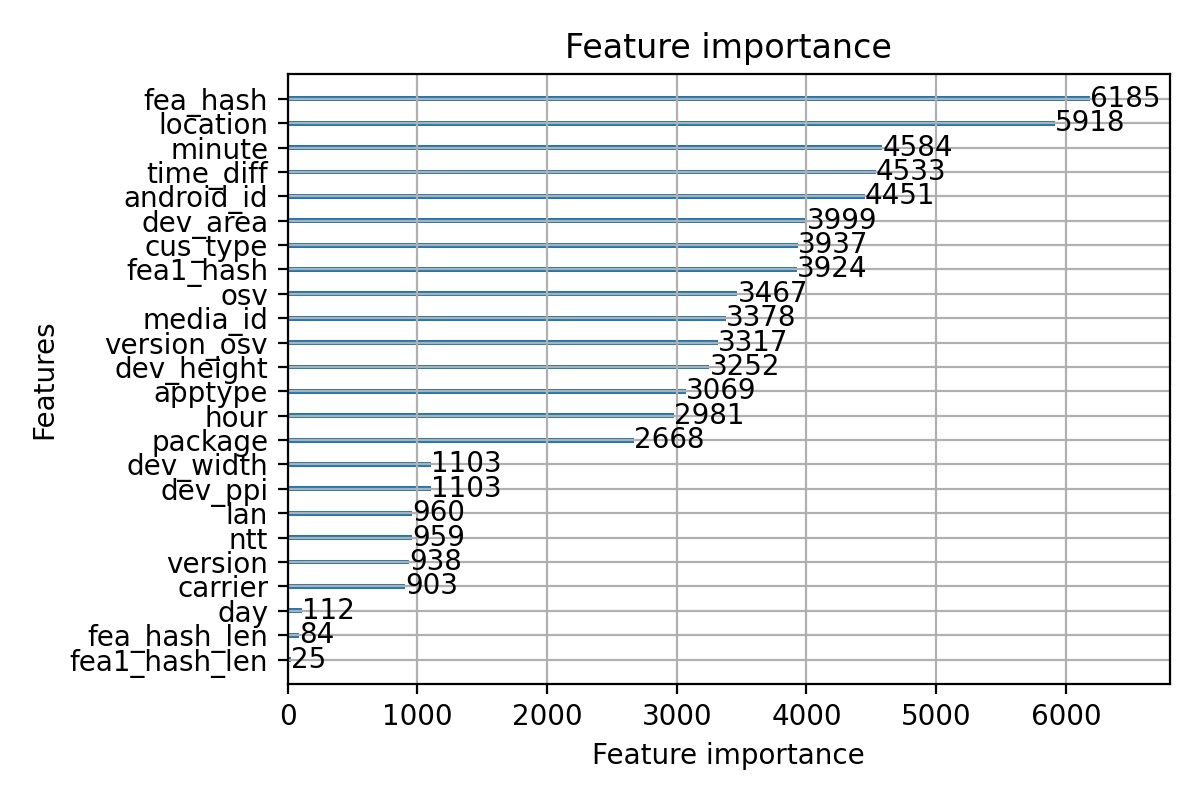 Feature importance
fea_hash 6185
location 5918
minute 4584
time_diff 4533
android_id 4451
dev_area 3999
cus_type 3937
fea1_hash 3924
osv 3467
media_id 3378
version_osv 3317
dev_height 3252
apptype 3069
hour 2981
package 2668
dev_width 1103
dev_ppi 1103
lan 960
ntt 959
version 938
carrier 903
day 112
fea_hash_len 84
fea1_hash_len 25
Features
0 1000 2000 3000 4000 5000 6000
Feature importance